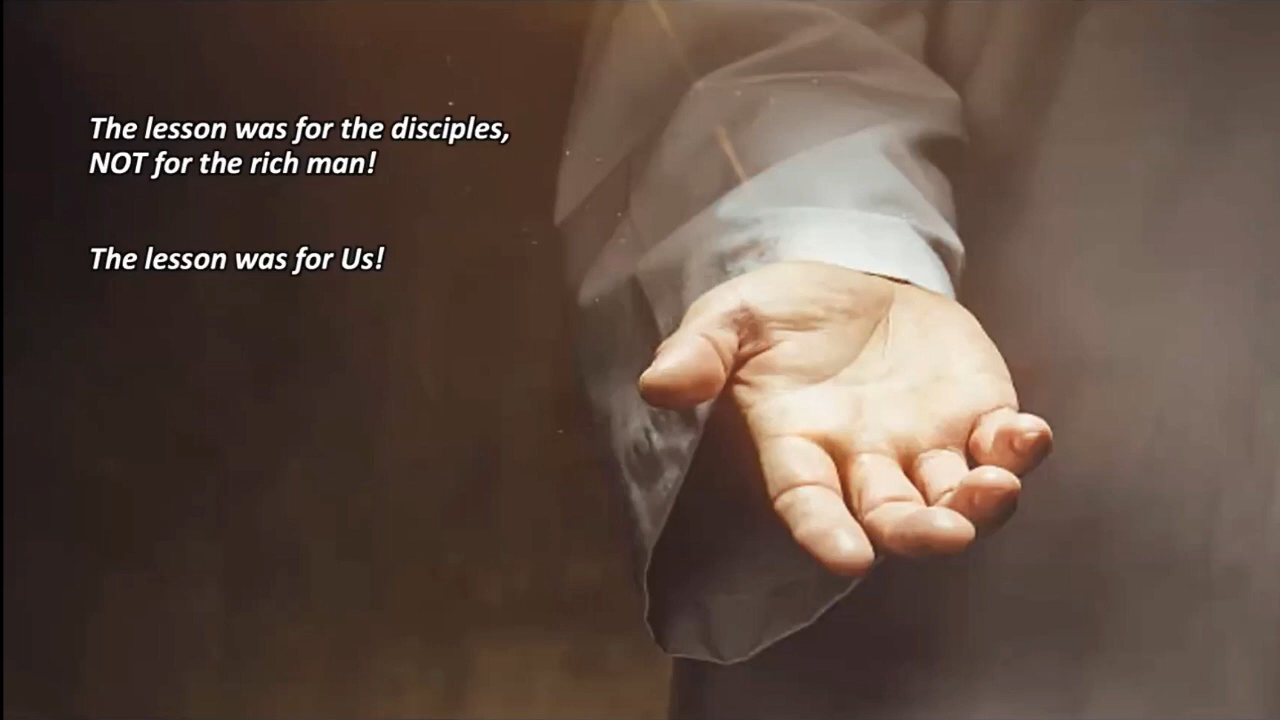 The lesson was for the disciples,
NOT for the rich man!
The lesson was for Us!